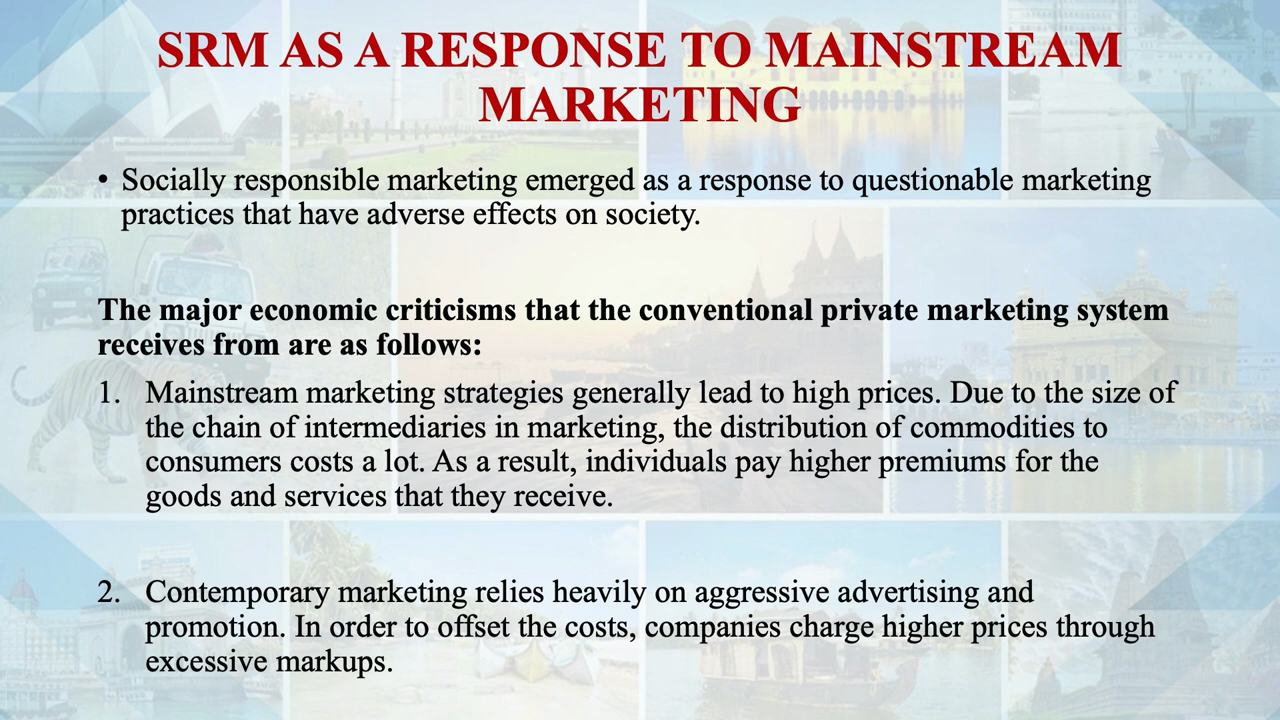 SRM AS A RESPONSE TO MAINSTREAM
MARKETING
• Socially responsible marketing emerged as a response to questionable marketing
practices that have adverse effects on society.
The major economic criticisms that the conventional private marketing system
receives from are as follows:
1. Mainstream marketing strategies generally lead to high prices. Due to the size of
the chain of intermediaries in marketing, the distribution of commodities to
consumers costs a lot. As a result, individuals pay higher premiums for the
goods and services that they receive.
2. Contemporary marketing relies heavily on aggressive advertising and
promotion. In order to offset the costs, companies charge higher prices through
excessive markups.